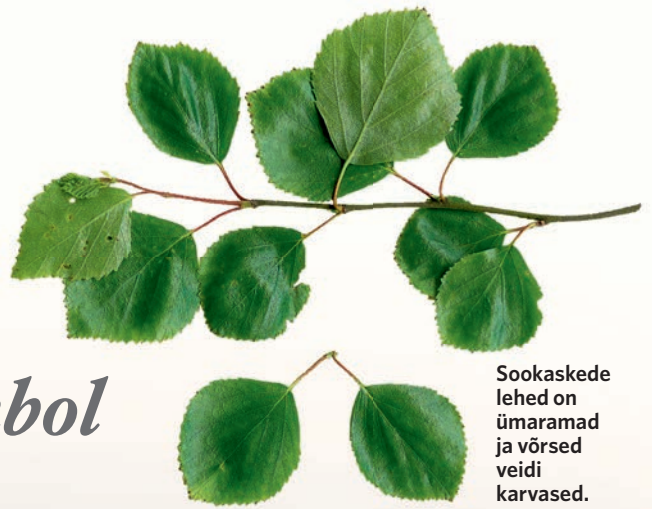 bol
Sookaskede
lehed on
ümaramad
ja võrsed
veidi
karvased.